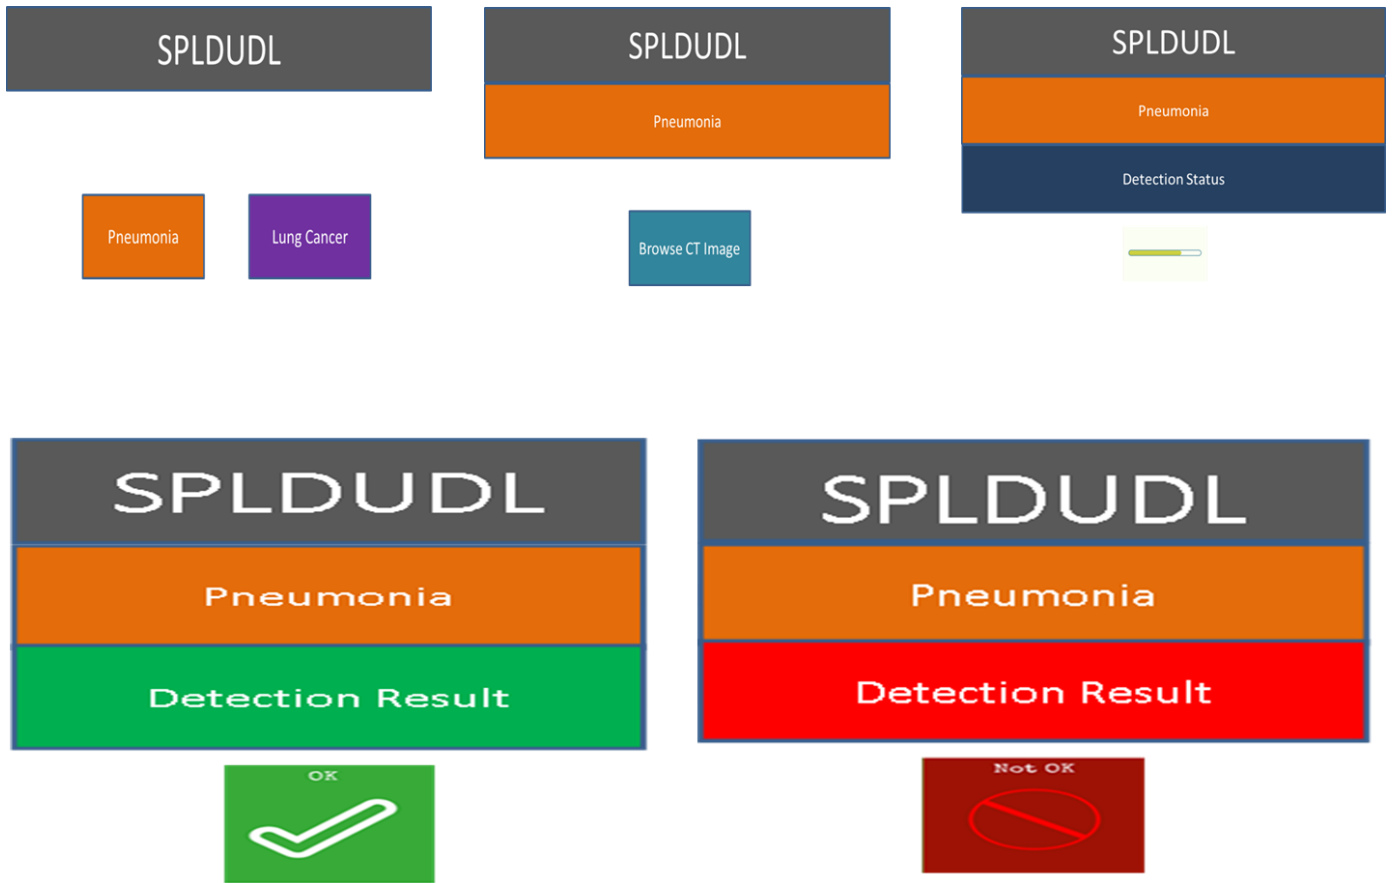 SPLDUDL
Pneumonia
Lung Cancer
SPLDUDL
Pneumonia
Browse CT Image
SPLDUDL
Pneumonia
Detection Status
SPLDUDL
Pneumonia
Detection Result
OK
SPLDUDL
Pneumonia
Detection Result
Not OK